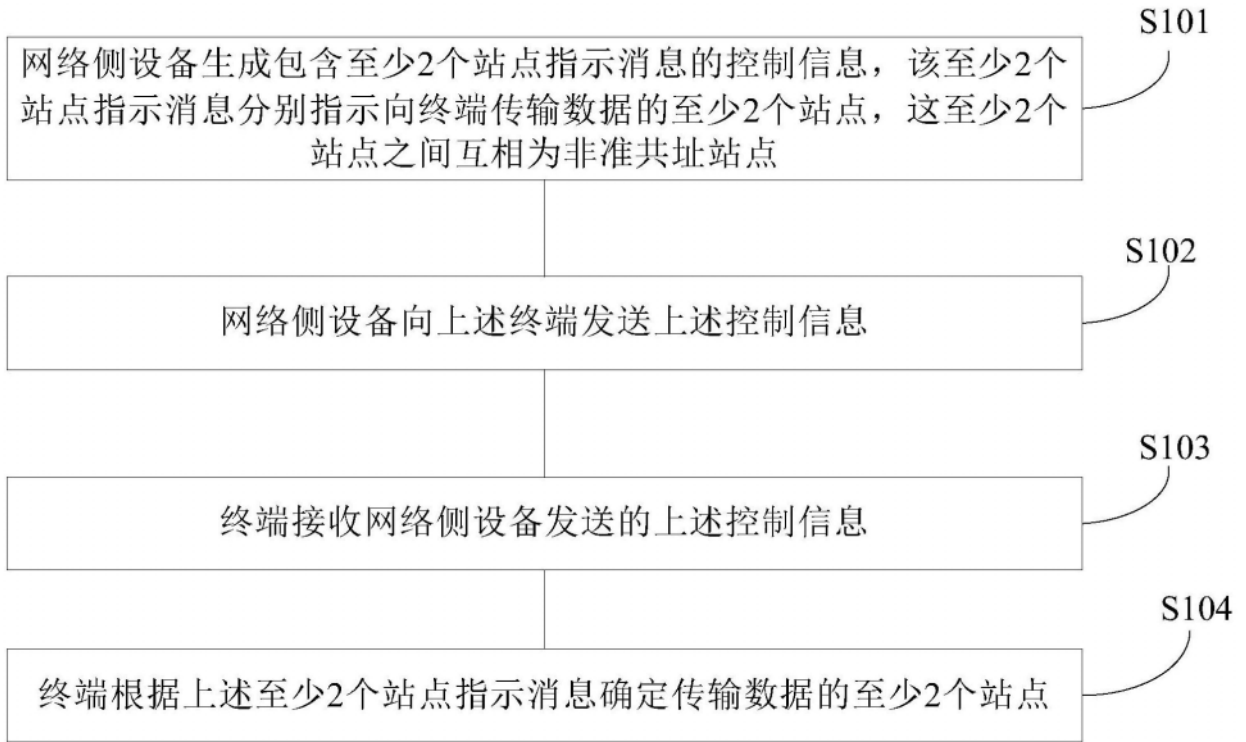 S101
网络侧设备生成包含至少2个站点指示消息的控制信息，该至少2个
站点指示消息分别指示向终端传输数据的至少2个站点，这至少2个
站点之间互相为非准共址站点
S102
网络侧设备向上述终端发送上述控制信息
S103
终端接收网络侧设备发送的上述控制信息
S104
终端根据上述至少2个站点指示消息确定传输数据的至少2个站点